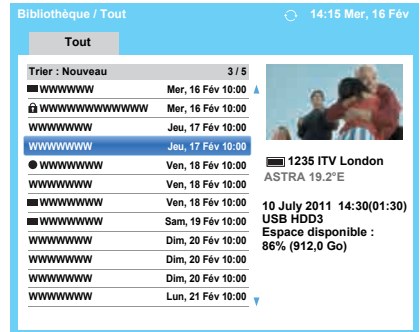 Bibliothèque / Tout
14:15 Mer, 16 Fév
Tout
Trier : Nouveau 3 / 5
WWWWWW Mer, 16 Fév 10:00
WWWWWWWWWWWW Mer, 16 Fév 10:00
WWWWWWW Jeu, 17 Fév 10:00
WWWWWWW Jeu, 17 Fév 10:00
WWWWWWW Ven, 18 Fév 10:00
WWWWWWW Ven, 18 Fév 10:00
WWWWWW Ven, 18 Fév 10:00
WWWWWW Sam, 19 Fév 10:00
WWWWWWW Dim, 20 Fév 10:00
WWWWWWW Dim, 20 Fév 10:00
WWWWWWW Dim, 20 Fév 10:00
WWWWWWW Lun, 21 Fév 10:00
1235 ITV London
ASTRA 19.2°E
10 July 2011 14:30(01:30)
USB HDD3
Espace disponible :
86% (912,0 Go)